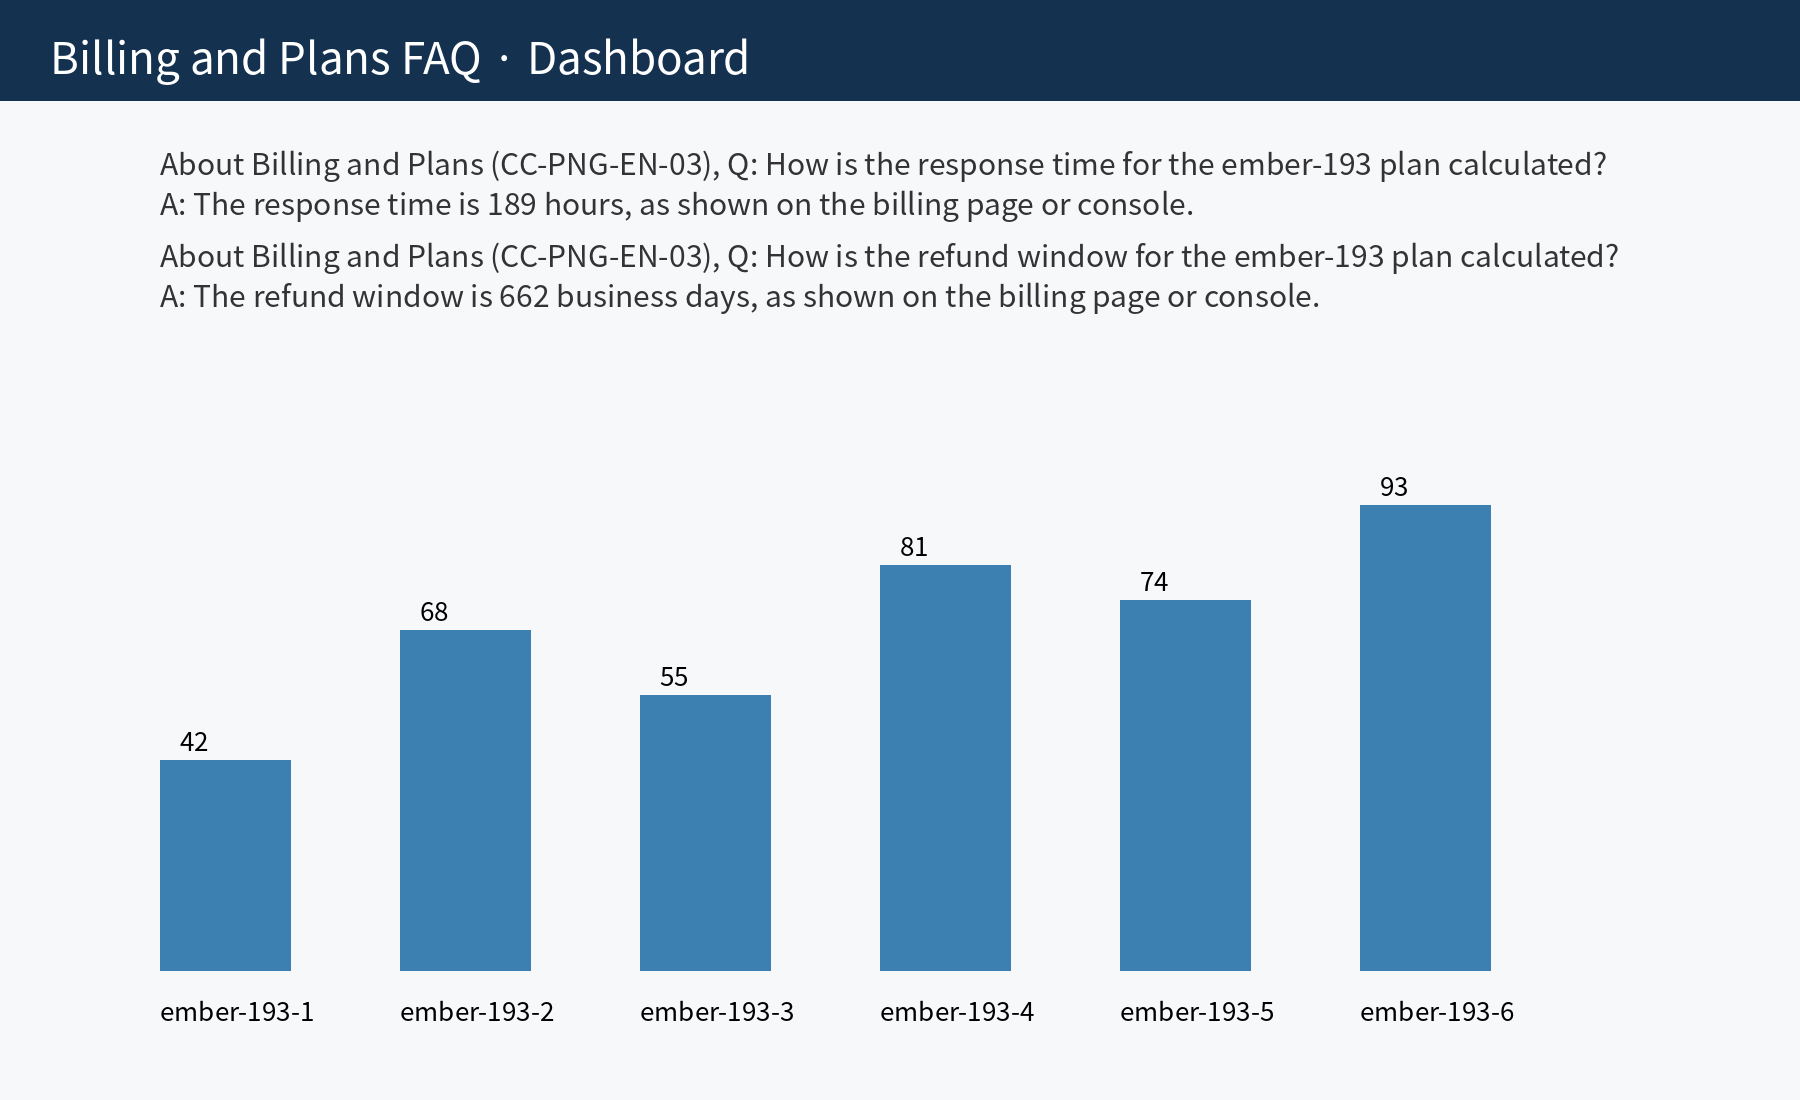 Billing and Plans FAQ · Dashboard
About Billing and Plans (CC-PNG-EN-03), Q: How is the response time for the ember-193 plan calculated?
A: The response time is 189 hours, as shown on the billing page or console.
About Billing and Plans (CC-PNG-EN-03), Q: How is the refund window for the ember-193 plan calculated?
A: The refund window is 662 business days, as shown on the billing page or console.
42
68
55
81
74
93
ember-193-1
ember-193-2
ember-193-3
ember-193-4
ember-193-5
ember-193-6